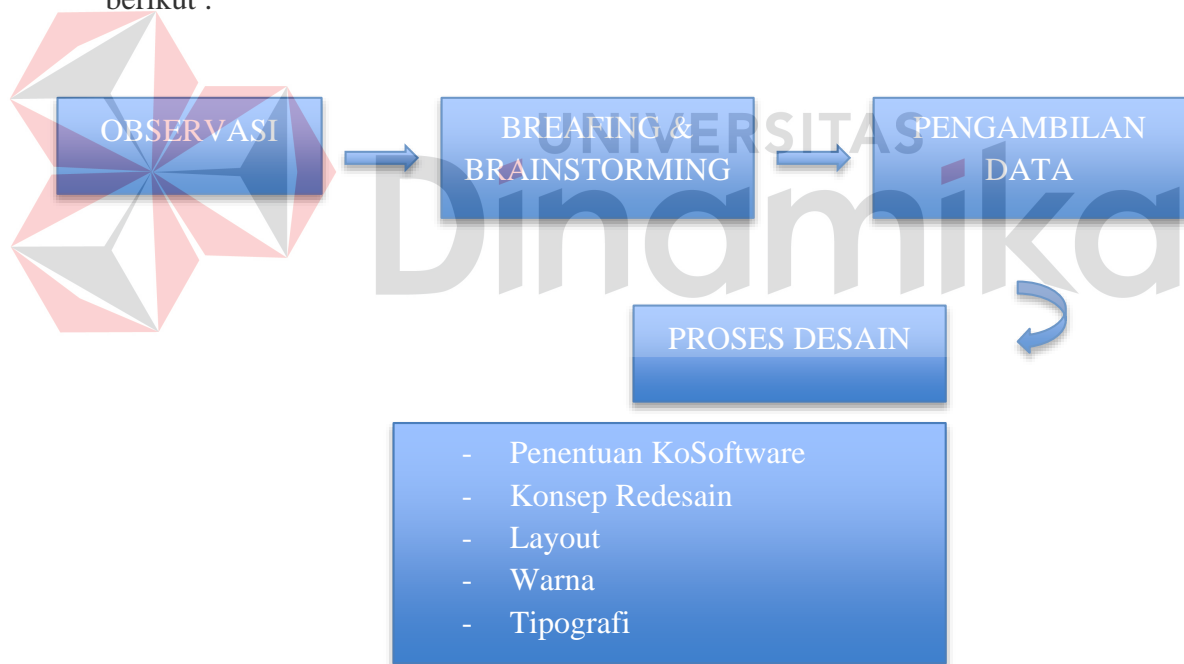 berikut :
OBSERVASI
BREAFING &
BRAINSTORMING
PENGAMBILAN
DATA
UNIVERSITAS
Dinamika
PROSES DESAIN
- Penentuan KoSoftware
- Konsep Redesain
- Layout
- Warna
- Tipografi